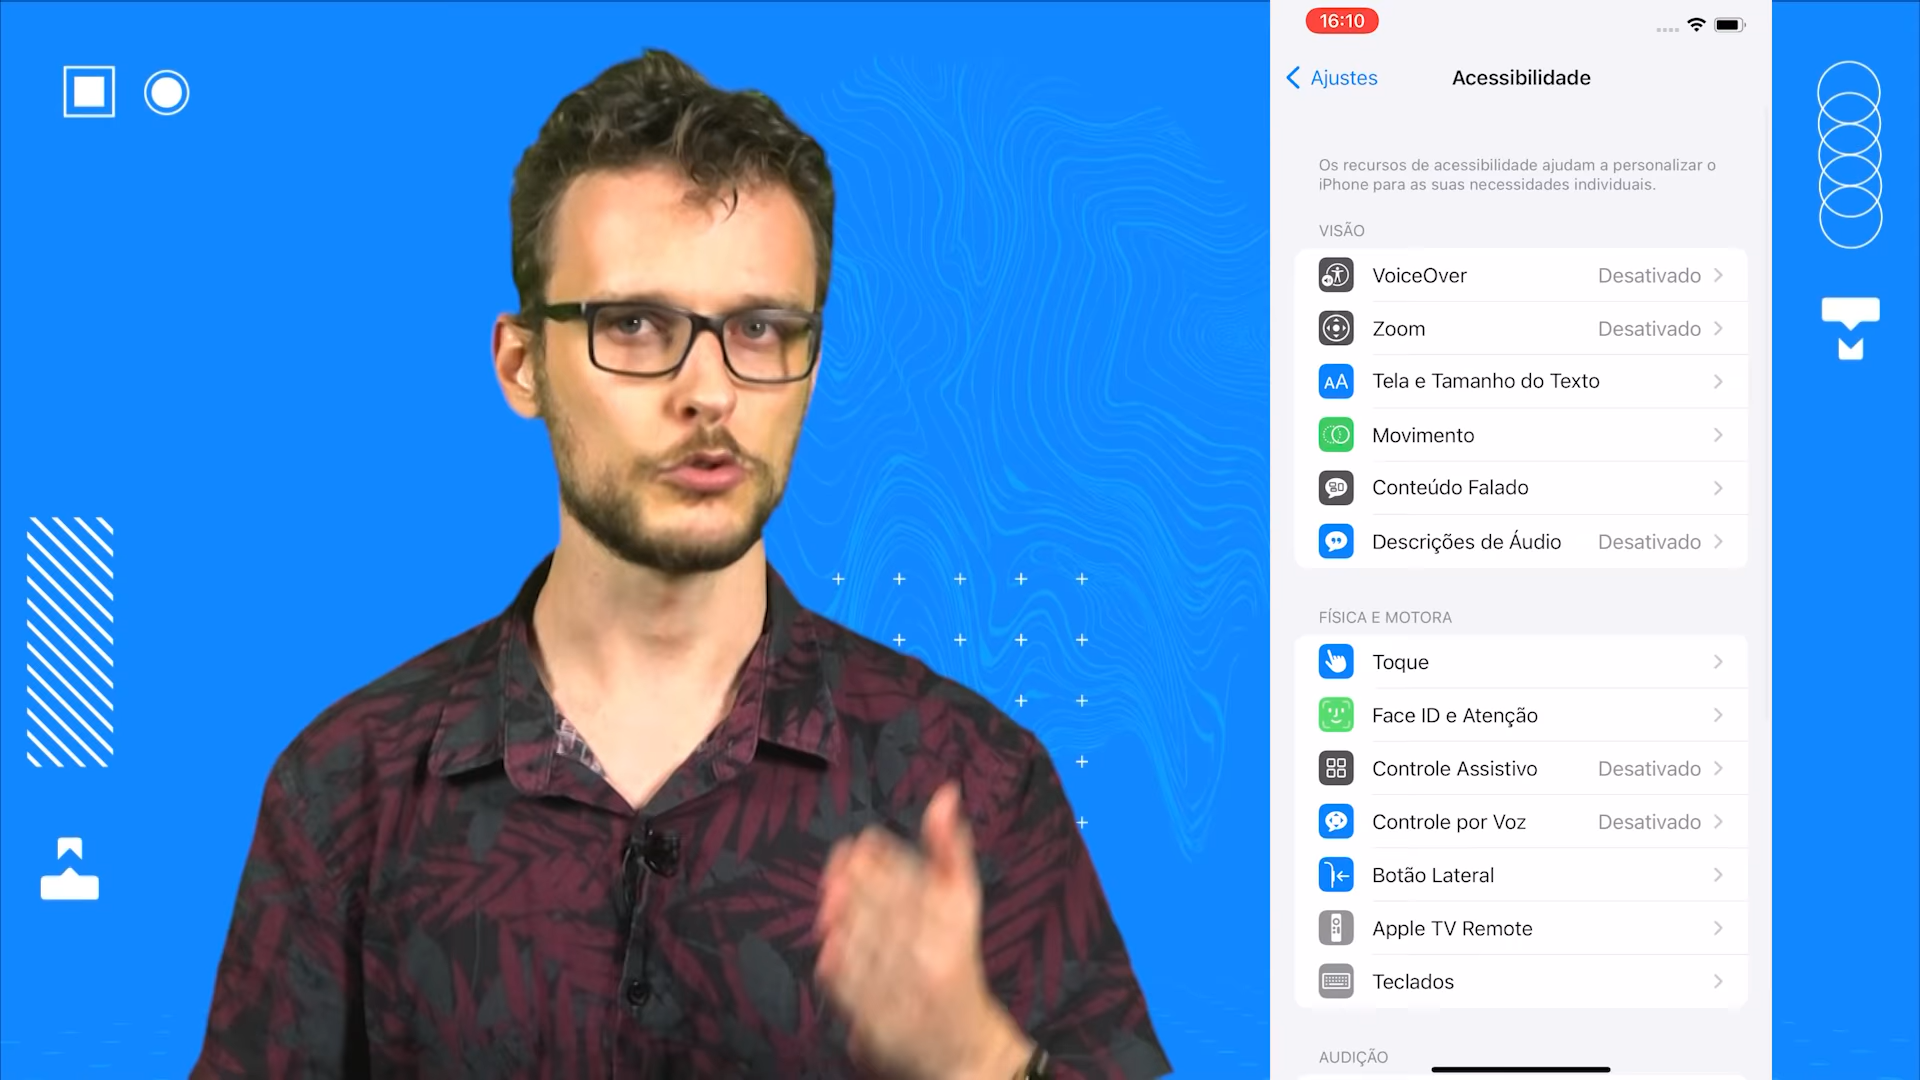 16:10
Ajustes
Acessibilidade
Os recursos de acessibilidade ajudam a personalizar o
iPhone para as suas necessidades individuais.
VISÃO
VoiceOver Desativado
Zoom Desativado
AA Tela e Tamanho do Texto
Movimento
Conteúdo Falado
Descrições de Áudio Desativado
FÍSICA E MOTORA
Toque
Face ID e Atenção
Controle Assistivo Desativado
Controle por Voz Desativado
Botão Lateral
Apple TV Remote
Teclados
AUDIÇÃO